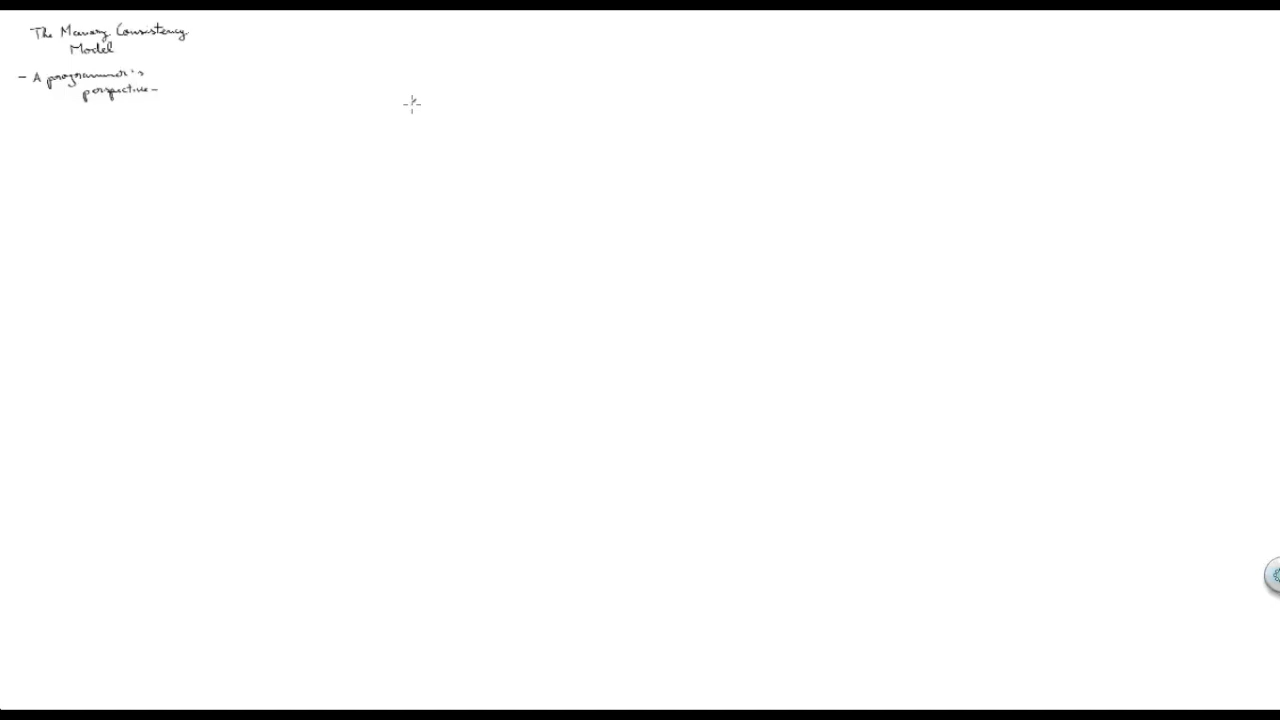 The Memory Consistency
Model
- A programmer's
perspective -